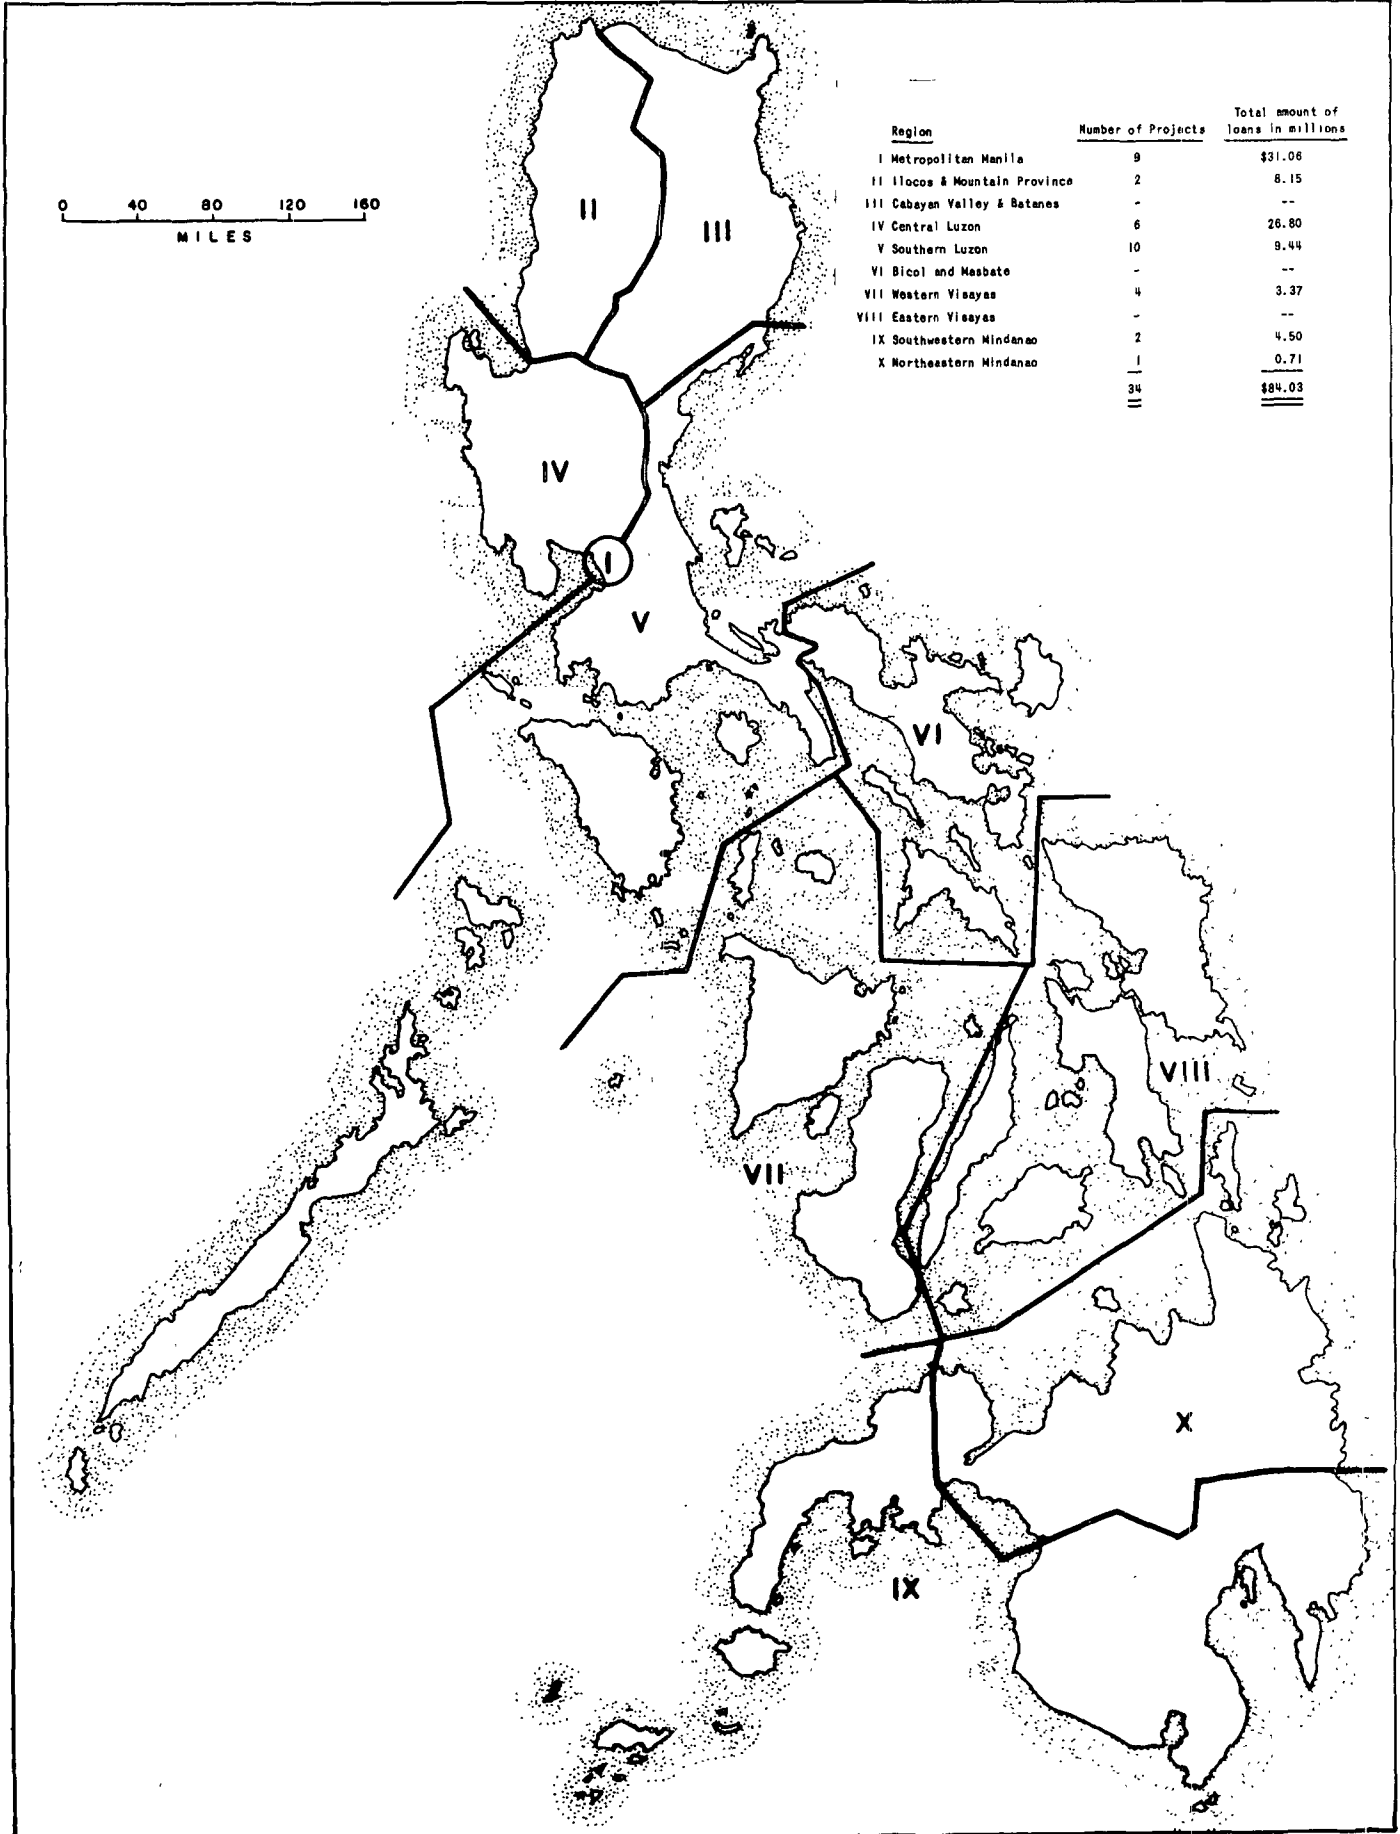 Region Number of Projects Total amount of loans in millions
I Metropolitan Manila 9 $31.06
II Ilocos & Mountain Province 2 8.15
III Cabayan Valley & Batanes - --
IV Central Luzon 6 26.80
V Southern Luzon 10 9.44
VI Bicol and Masbate - --
VII Western Visayas 4 3.37
VIII Eastern Visayas - --
IX Southwestern Mindanao 2 4.50
X Northeastern Mindanao 1 0.71
34 $84.03
0 40 80 120 160
MILES
II
III
IV
I
V
VI
VIII
VII
X
IX